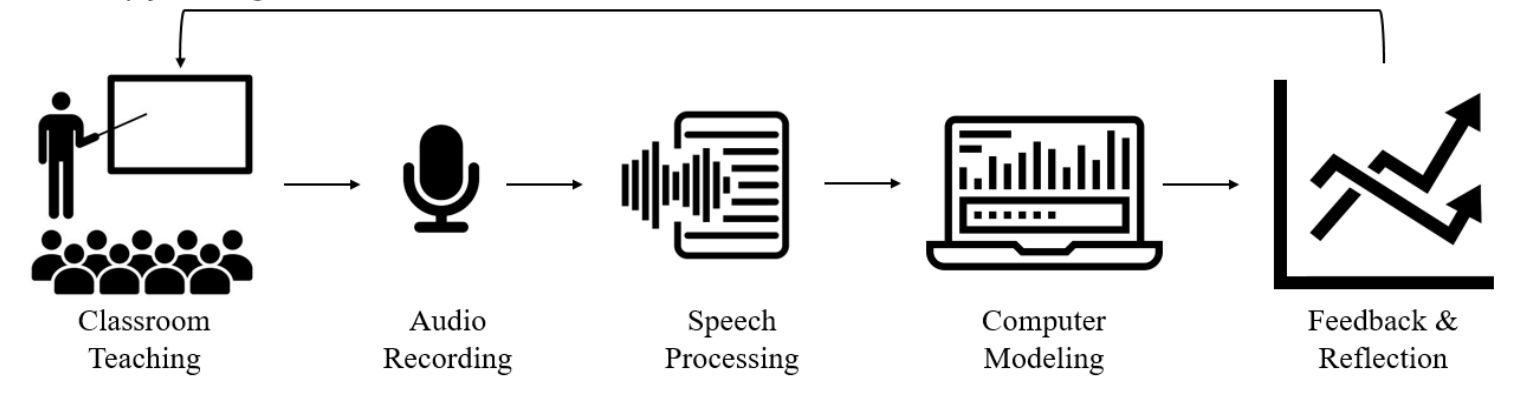 Classroom
Teaching
Audio
Recording
Speech
Processing
Computer
Modeling
Feedback &
Reflection